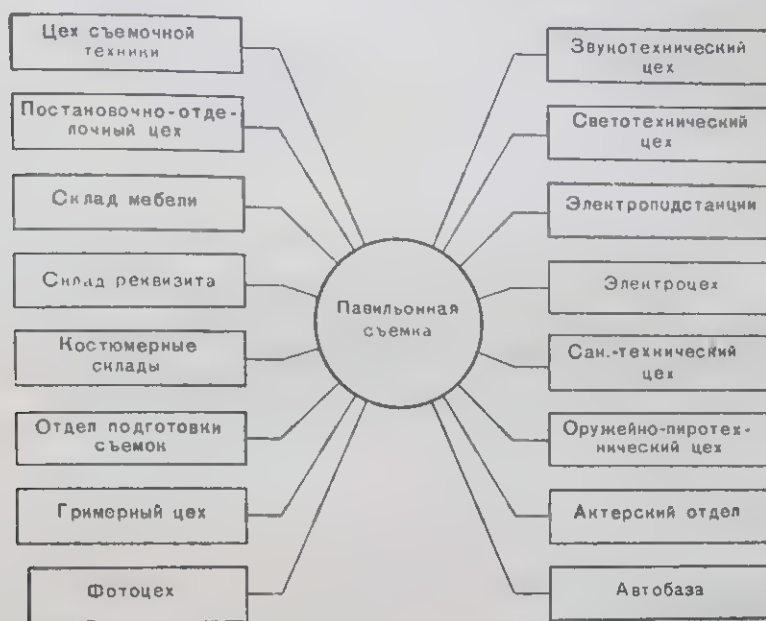 Цех съемочной
техники
Постановочно-отде-
лочный цех
Склад мебели
Склад реквизита
Костюмерные
склады
Отдел подготовки
съемок
Гримерный цех
Фотоцех
Павильонная
съемка
Звукотехнический
цех
Светотехнический
цех
Электроподстанции
Электроцех
Сан.-технический
цех
Оружейно-пиротех-
нический цех
Актерский отдел
Автобаза